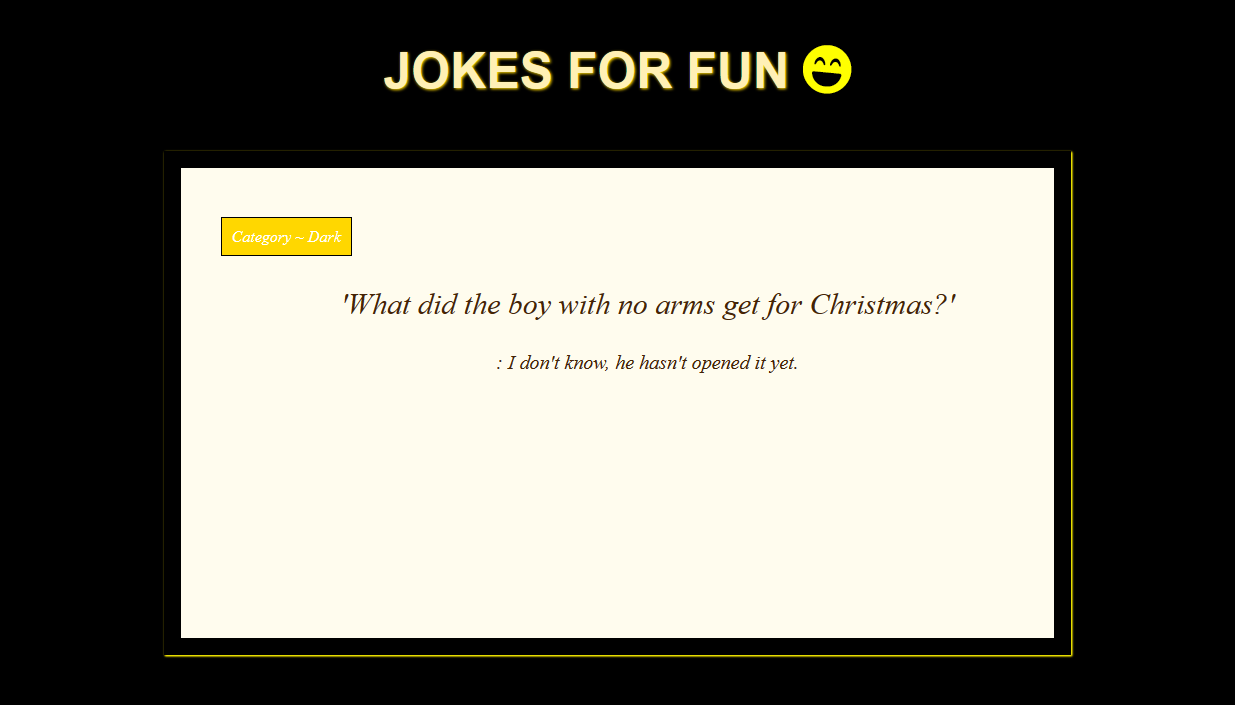 JOKES FOR FUN
Category ~ Dark
'What did the boy with no arms get for Christmas?'
: I don't know, he hasn't opened it yet.